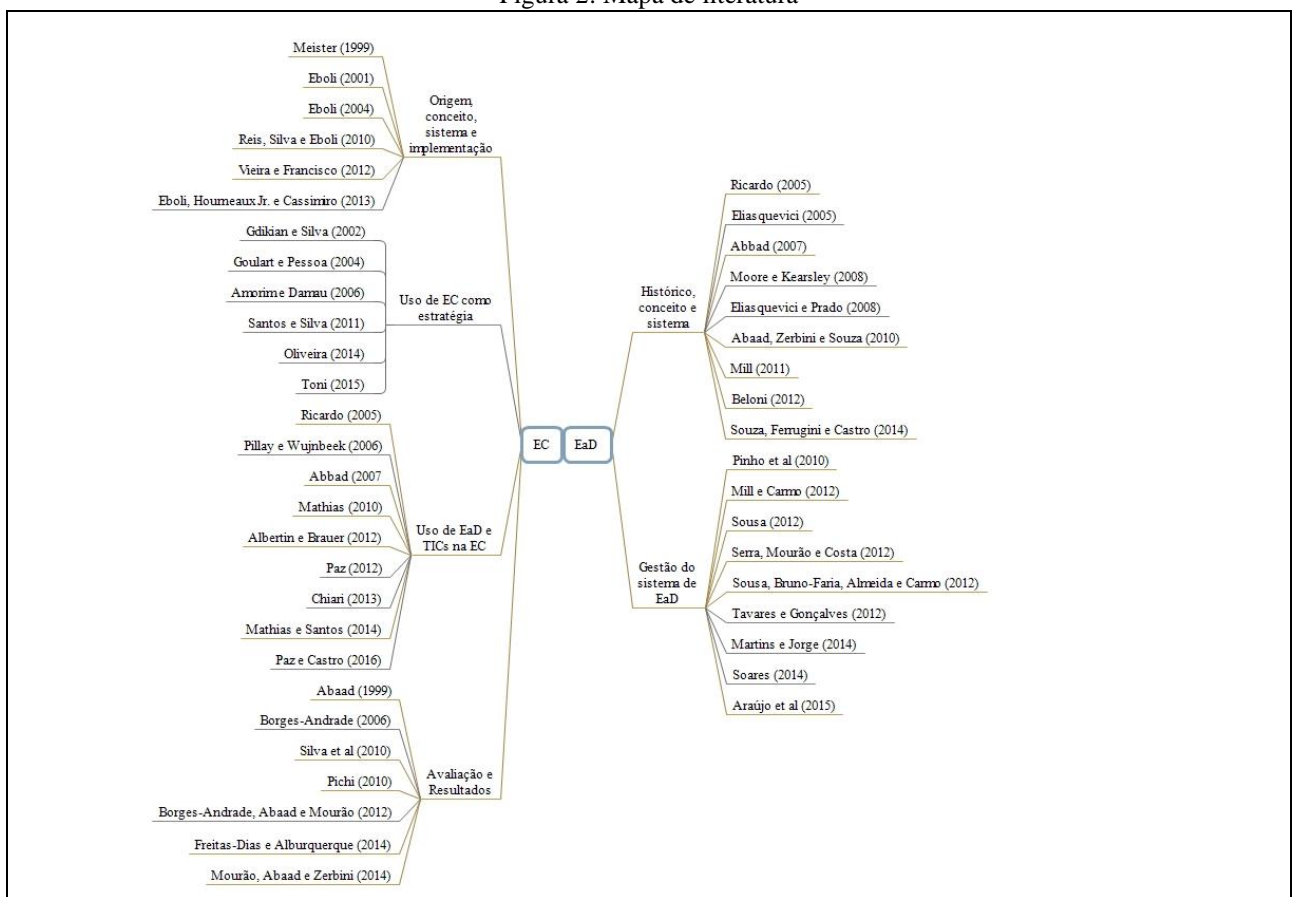 Figura 2: Mapa de literatura
Meister (1999)
Eboli (2001)
Eboli (2004)
Reis, Silva e Eboli (2010)
Vieira e Francisco (2012)
Eboli, Hourneaux Jr. e Cassimiro (2013)
Origem,
conceito,
sistema e
implementação
Gdikian e Silva (2002)
Goulart e Pessoa (2004)
Amorim e Damau (2006)
Santos e Silva (2011)
Oliveira (2014)
Toni (2015)
Uso de EC como
estratégia
Ricardo (2005)
Pillay e Wujnbeek (2006)
Abbad (2007
Mathias (2010)
Albertin e Brauer (2012)
Paz (2012)
Chiari (2013)
Mathias e Santos (2014)
Paz e Castro (2016)
Uso de EaD e
TICs na EC
Abaad (1999)
Borges-Andrade (2006)
Silva et al (2010)
Pichi (2010)
Borges-Andrade, Abaad e Mourão (2012)
Freitas-Dias e Alburquerque (2014)
Mourão, Abaad e Zerbini (2014)
Avaliação e
Resultados
EC
EaD
Histórico,
conceito e
sistema
Ricardo (2005)
Eliasquevici (2005)
Abbad (2007)
Moore e Kearsley (2008)
Eliasquevici e Prado (2008)
Abaad, Zerbini e Souza (2010)
Mill (2011)
Beloni (2012)
Souza, Ferrugini e Castro (2014)
Gestão do
sistema de
EaD
Pinho et al (2010)
Mill e Carmo (2012)
Sousa (2012)
Serra, Mourão e Costa (2012)
Sousa, Bruno-Faria, Almeida e Carmo (2012)
Tavares e Gonçalves (2012)
Martins e Jorge (2014)
Soares (2014)
Araújo et al (2015)